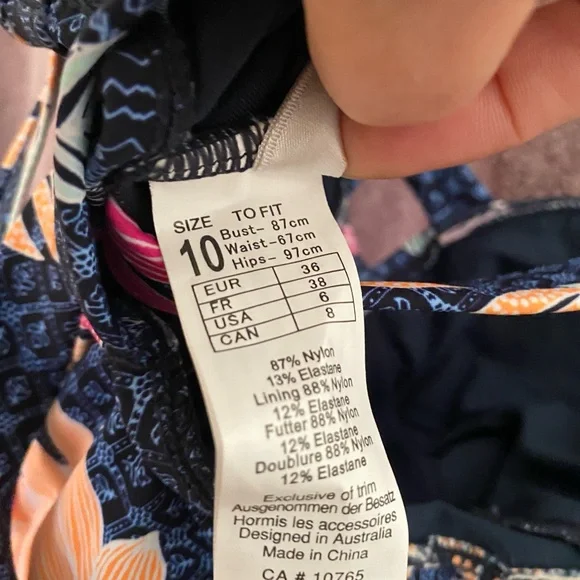 SIZE TO FIT
10 Bust- 87cm
Waist-67cm
Hips- 97cm
EUR 36
FR 38
USA 6
CAN 8
87% Nylon
13% Elastane
Lining 88% Nylon
12% Elastane
Futter 88% Nylon
12% Elastane
Doublure 88% Nylon
12% Elastane
Exclusive of trim
Ausgenommen der Besatz
Hormis les accessoires
Designed in Australia
Made in China
CA # 10765